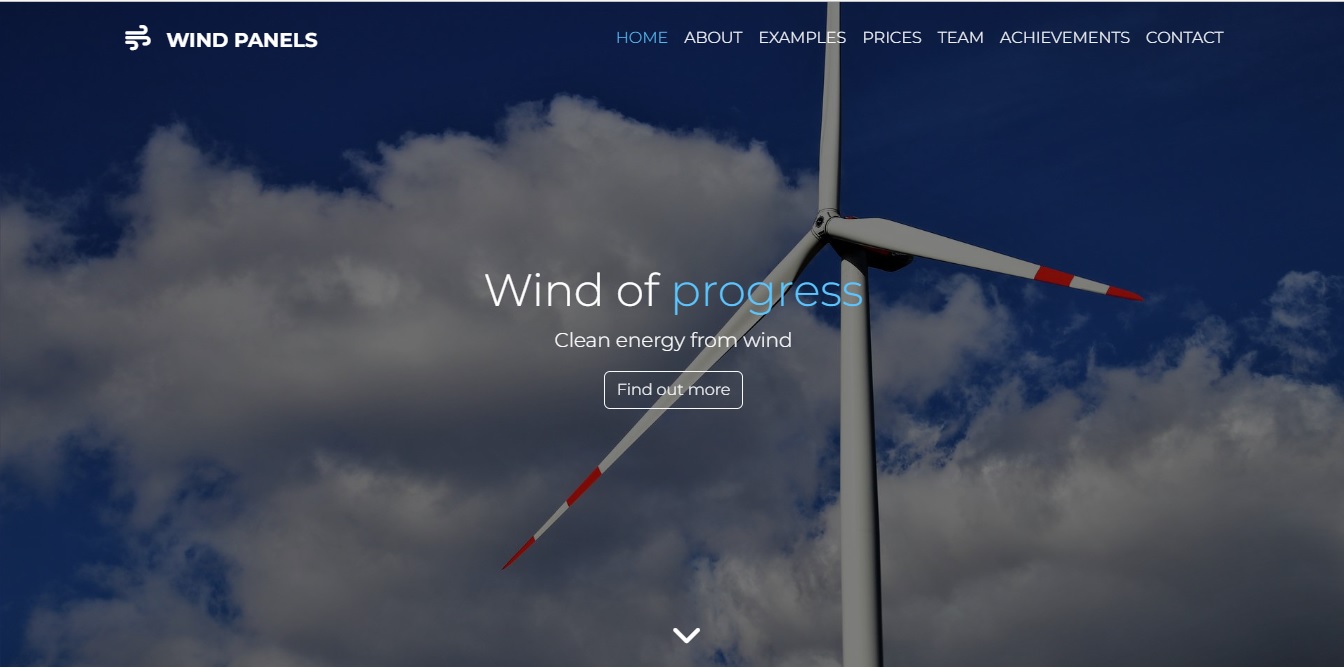 WIND PANELS
HOME ABOUT EXAMPLES PRICES TEAM ACHIEVEMENTS CONTACT
Wind of progress
Clean energy from wind
Find out more